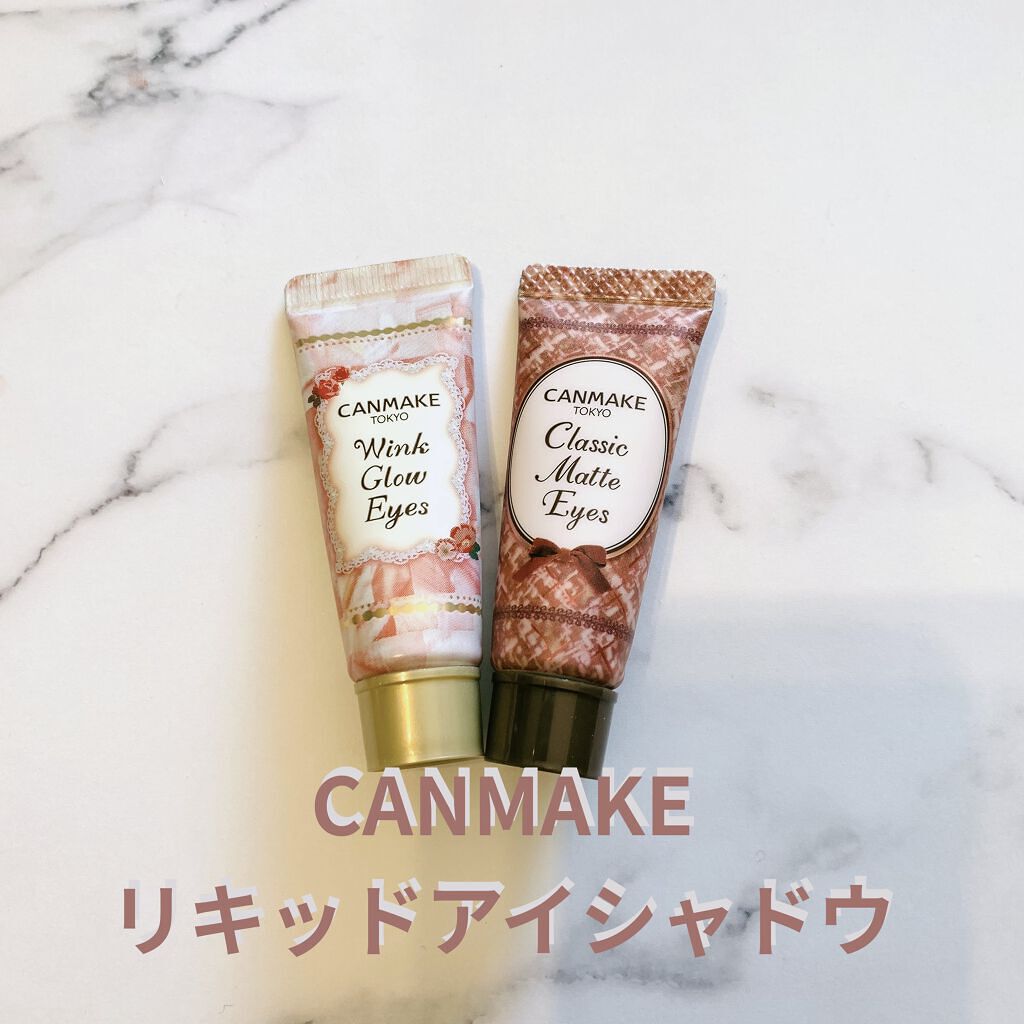 CANMAKE
TOKYO
Wink
Glow
Eyes
CANMAKE
TOKYO
Classic
Matte
Eyes
CANMAKE
リキッドアイシャドウ